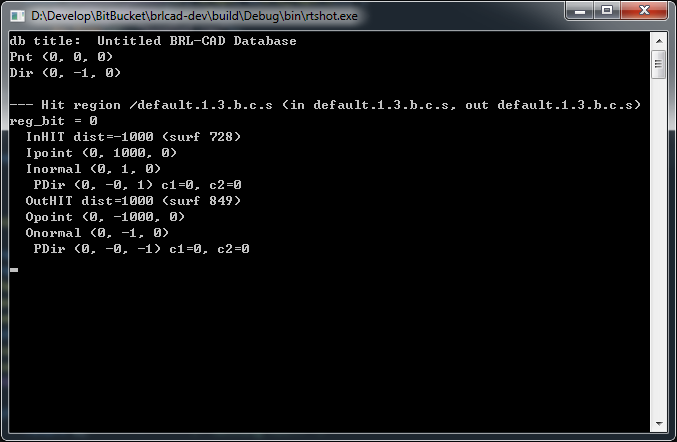 D:\Develop\BitBucket\brlcad-dev\build\Debug\bin\rtshot.exe
db title:  Untitled BRL-CAD Database
Pnt (0, 0, 0)
Dir (0, -1, 0)
--- Hit region /default.1.3.b.c.s (in default.1.3.b.c.s, out default.1.3.b.c.s)
reg_bit = 0
  InHIT dist=-1000 (surf 728)
  Ipoint (0, 1000, 0)
  Inormal (0, 1, 0)
   PDir (0, -0, 1) c1=0, c2=0
  OutHIT dist=1000 (surf 849)
  Opoint (0, -1000, 0)
  Onormal (0, -1, 0)
   PDir (0, -0, -1) c1=0, c2=0